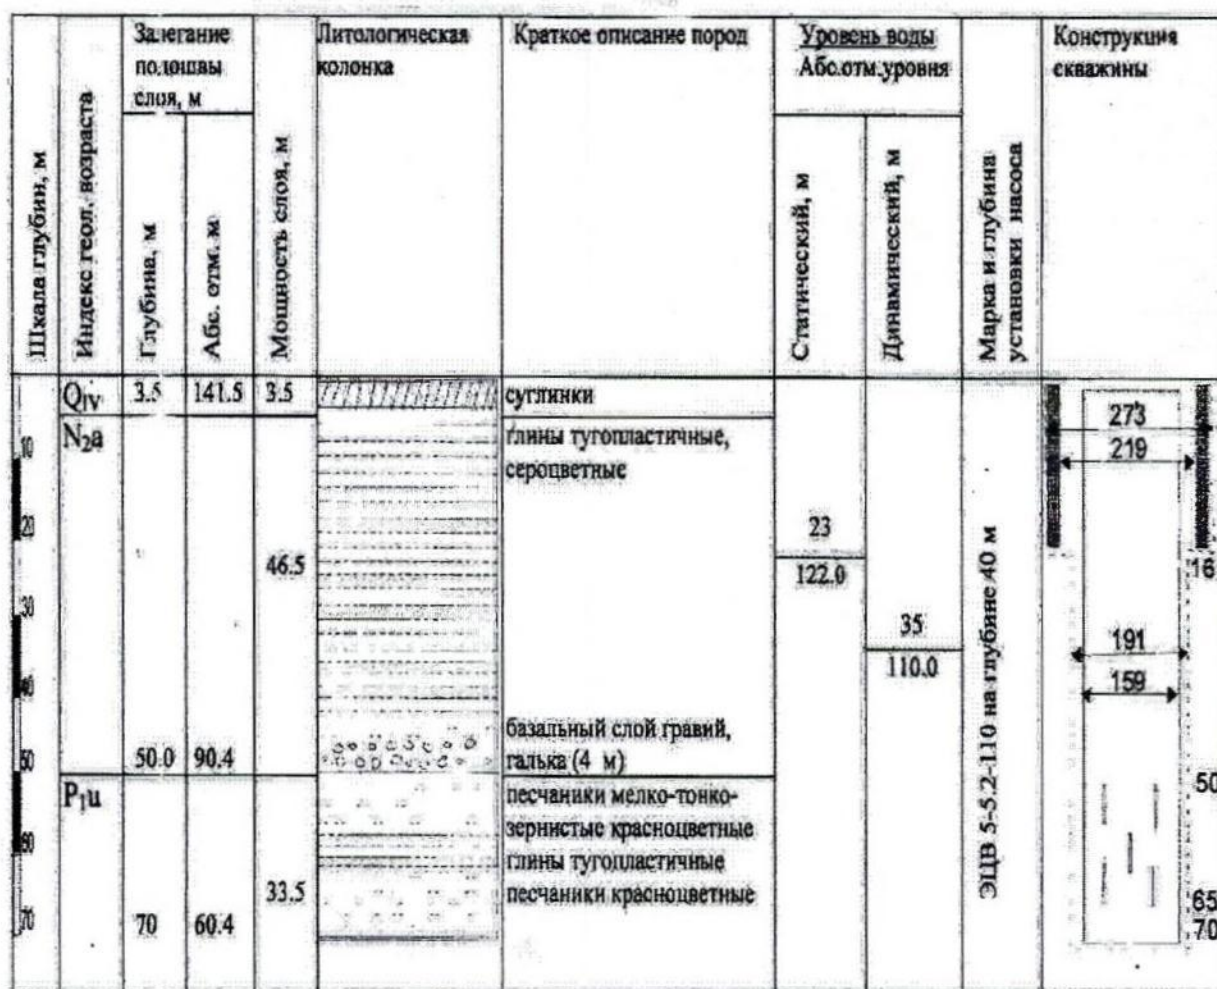 Шкала глубин, м
Индекс геол. возраста
Залегание
подошвы
слоя, м
Глубина, м
Абс. отм. м
Мощность слоя, м
Литологическая
колонка
Краткое описание пород
Уровень воды
Абс.отм.уровня
Статический, м
Динамический, м
Марка и глубина
установки насоса
Конструкция
скважины
QIV 3.5 141.5 3.5 суглинки
N2a
глины тугопластичные,
сероцветные
46.5
базальный слой гравий,
галька (4 м)
50.0 90.4
P1u
песчаники мелко-тонко-
зернистые красноцветные
глины тугопластичные
песчаники красноцветные
33.5
70 60.4
10
20
30
40
50
60
70
23
122.0
35
110.0
ЭЦВ 5-5.2-110 на глубине 40 м
273
219
16
191
159
50
65
70